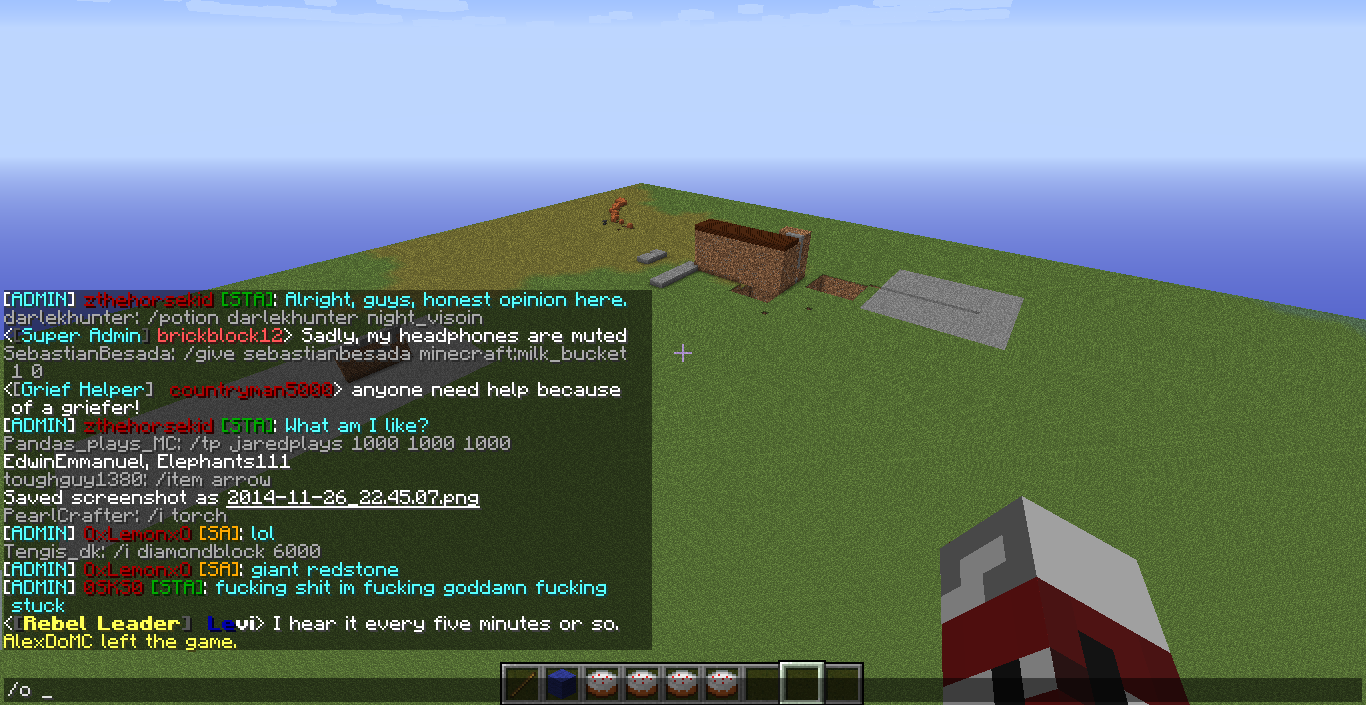 [ADMIN] zthehorsekid [STA]: Alright, guys, honest opinion here.
darlekhunter: /potion darlekhunter night_visoin
<[Super Admin] brickblock12> Sadly, my headphones are muted
SebastianBesada: /give sebastianbesada minecraft:milk_bucket
1 0
<[Grief Helper] countryman5000> anyone need help because
of a griefer!
[ADMIN] zthehorsekid [STA]: What am I like?
Pandas_plays_MC: /tp jaredplays 1000 1000 1000
EdwinEmmanuel, Elephants111
toughguy1380: /item arrow
Saved screenshot as 2014-11-26_22.45.07.png
PearlCrafter: /i torch
[ADMIN] 0xLemonx0 [SA]: lol
Tengis_dk: /i diamondblock 6000
[ADMIN] 0xLemonx0 [SA]: giant redstone
[ADMIN] 05K50 [STA]: fucking shit im fucking goddamn fucking
stuck
<[Rebel Leader] Levi> I hear it every five minutes or so.
AlexDoMC left the game.
/o _